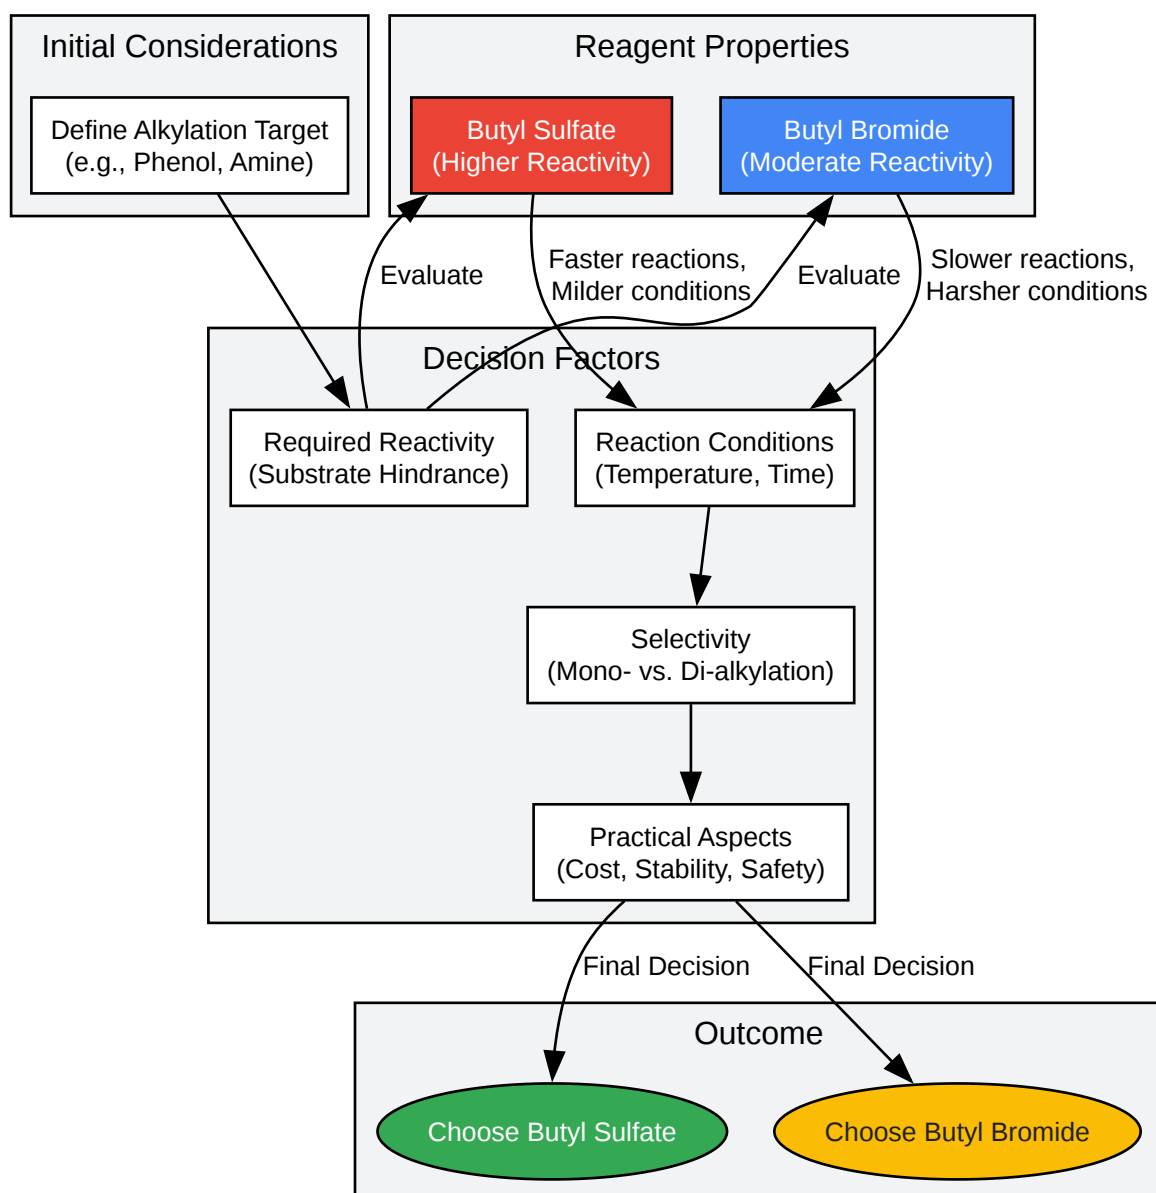 Initial Considerations
Reagent Properties
Define Alkylation Target
(e.g., Phenol, Amine)
Butyl Sulfate
(Higher Reactivity)
Butyl Bromide
(Moderate Reactivity)
Evaluate
Faster reactions,
Milder conditions
Evaluate
Slower reactions,
Harsher conditions
Decision Factors
Required Reactivity
(Substrate Hindrance)
Reaction Conditions
(Temperature, Time)
Selectivity
(Mono- vs. Di-alkylation)
Practical Aspects
(Cost, Stability, Safety)
Final Decision
Final Decision
Outcome
Choose Butyl Sulfate
Choose Butyl Bromide